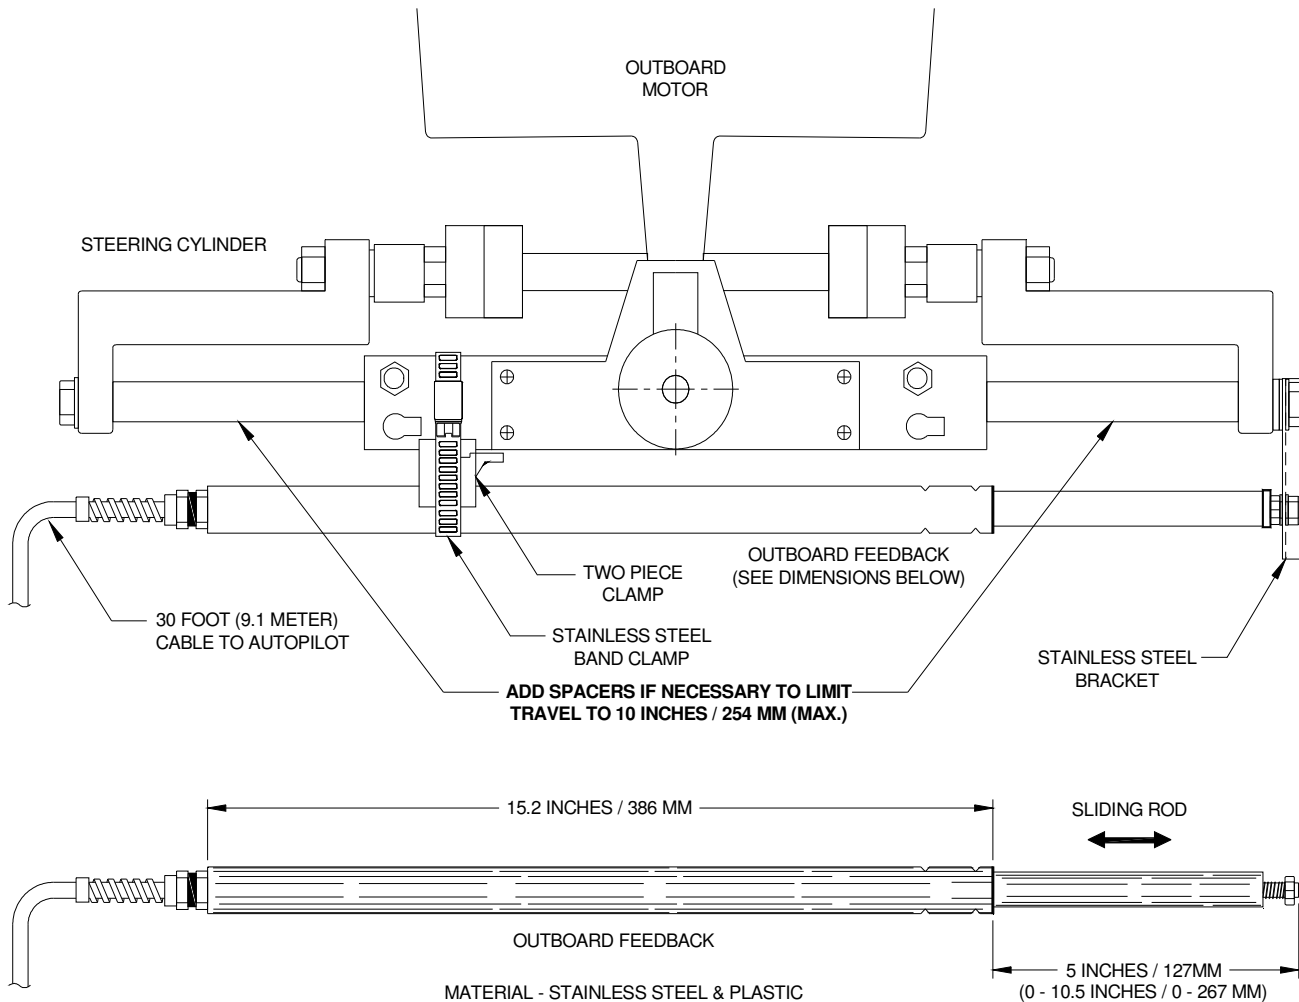 OUTBOARD
MOTOR
STEERING CYLINDER
OUTBOARD FEEDBACK
(SEE DIMENSIONS BELOW)
TWO PIECE
CLAMP
30 FOOT (9.1 METER)
CABLE TO AUTOPILOT
STAINLESS STEEL
BAND CLAMP
STAINLESS STEEL
BRACKET
ADD SPACERS IF NECESSARY TO LIMIT
TRAVEL TO 10 INCHES / 254 MM (MAX.)
15.2 INCHES / 386 MM
SLIDING ROD
OUTBOARD FEEDBACK
5 INCHES / 127MM
(0 - 10.5 INCHES / 0 - 267 MM)
MATERIAL - STAINLESS STEEL & PLASTIC